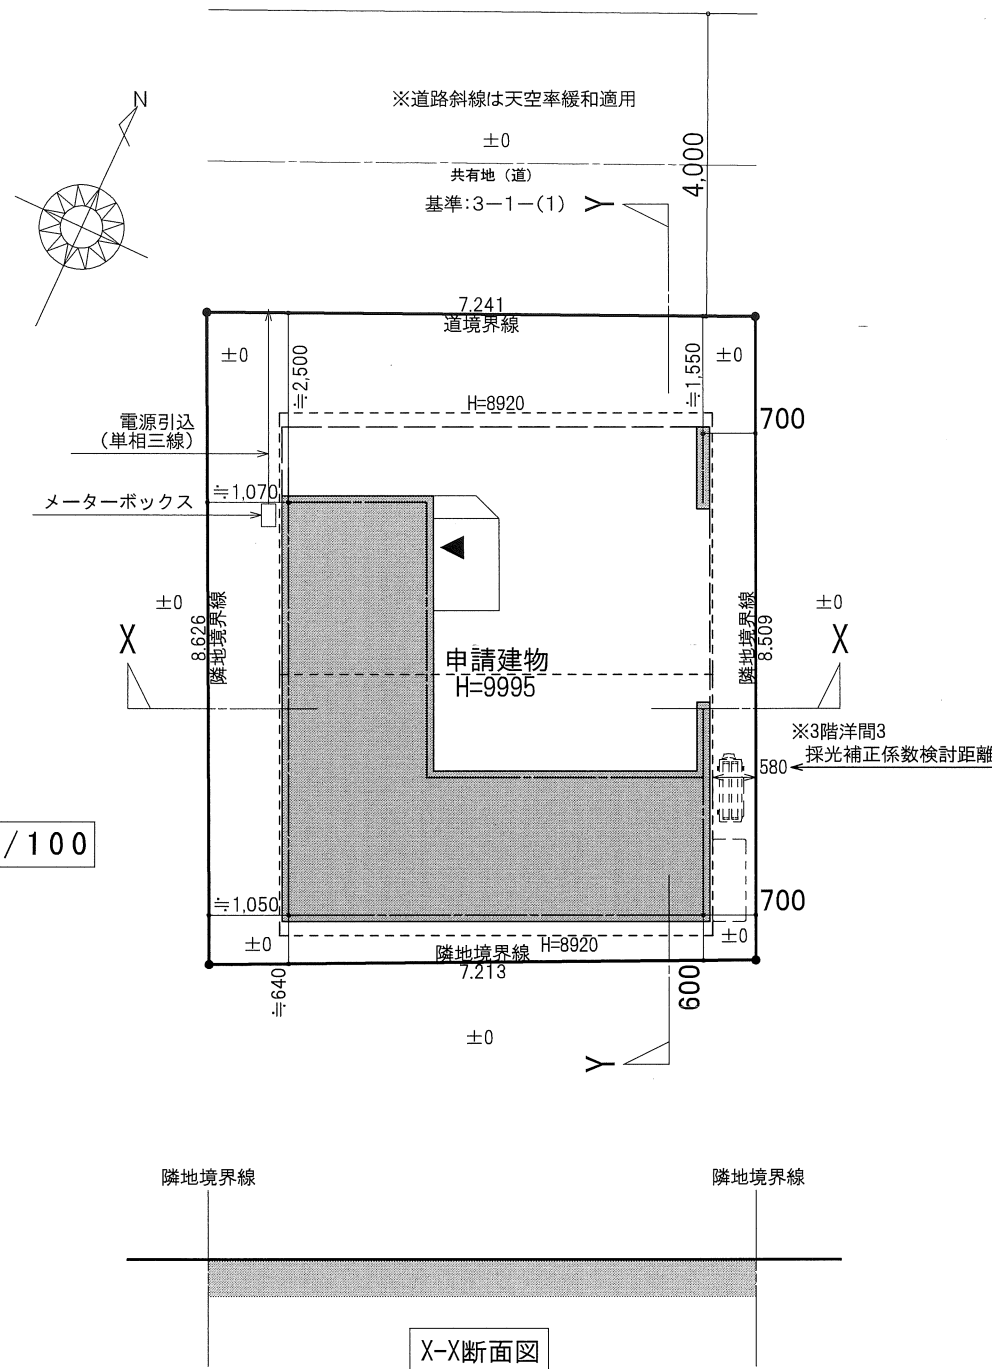 N
※道路斜線は天空率緩和適用
±0
共有地（道）
基準:3-1-(1)
Y
4,000
7.241
道境界線
±0
≒2,500
≒1,550
±0
H=8920
700
電源引込
（単相三線）
≒1,070
メーターボックス
±0
8.626
隣地境界線
X
申請建物
H=9995
隣地境界線
8.509
±0
X
※3階洋間3
採光補正係数検討距離
580
/100
≒1,050
700
±0
隣地境界線
H=8920
±0
7.213
≒640
600
±0
Y
隣地境界線
隣地境界線
X-X断面図